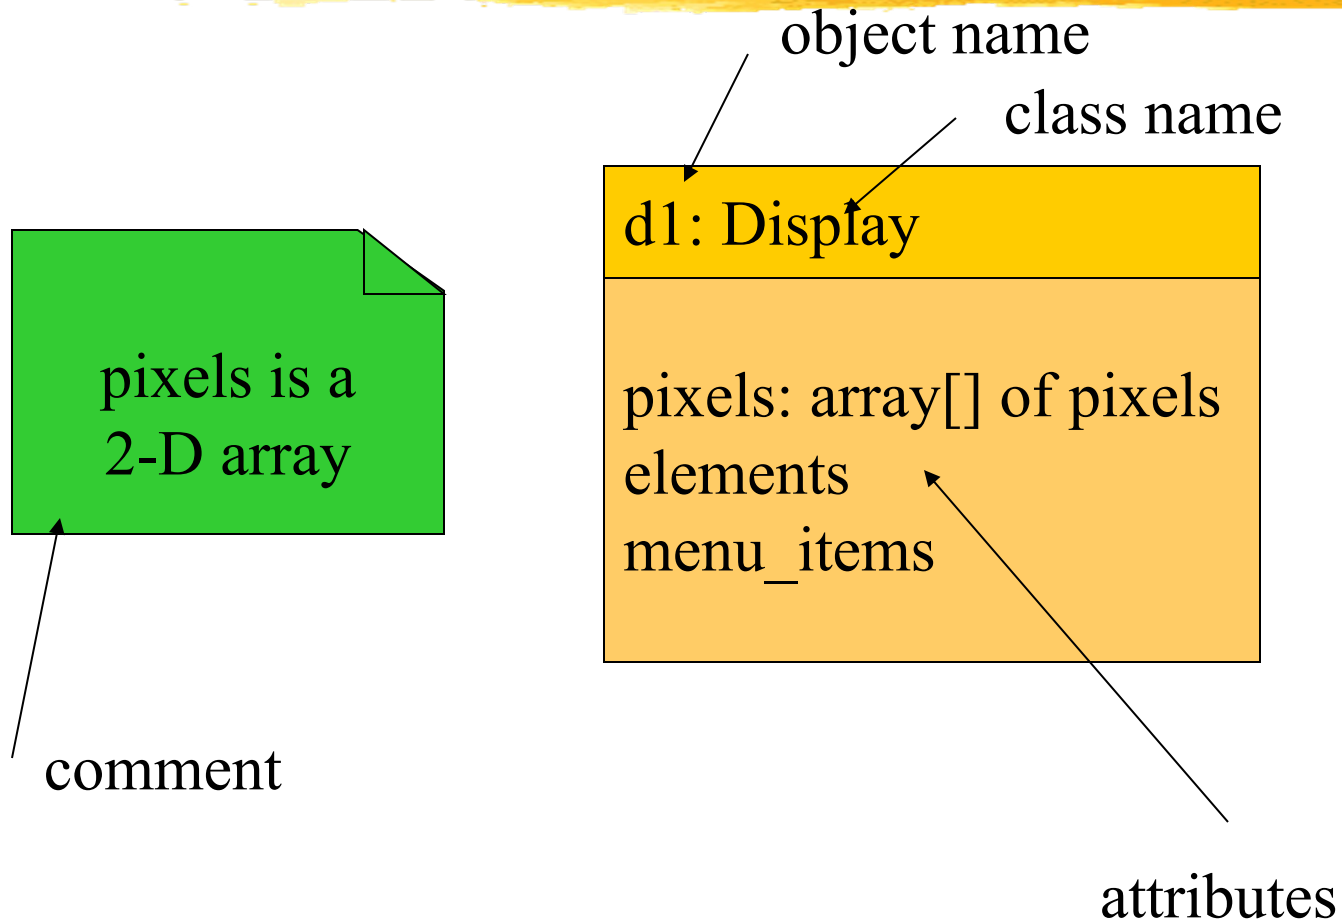 object name
class name
d1: Display
pixels is a
2-D array
pixels: array[] of pixels
elements
menu_items
comment
attributes